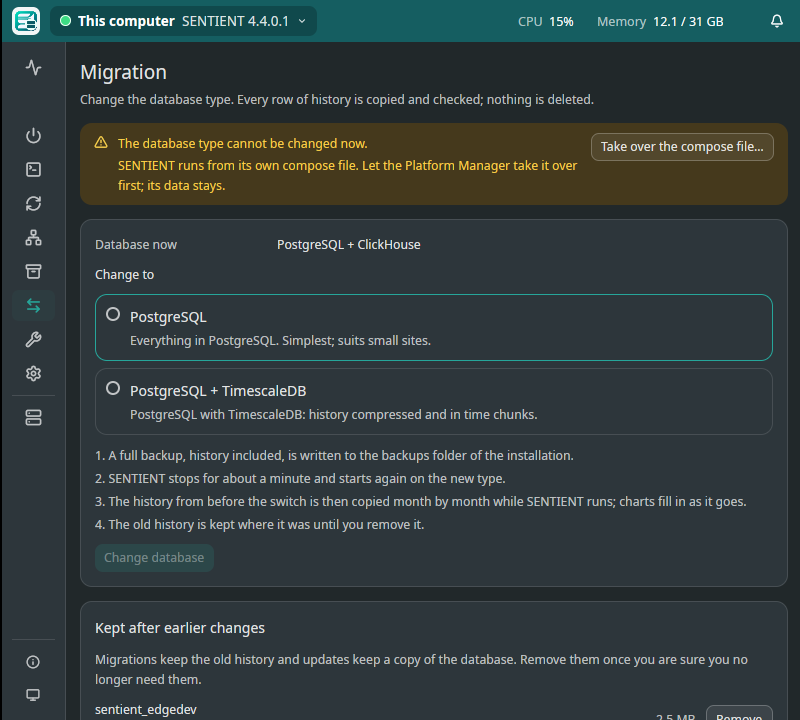 This computer SENTIENT 4.4.0.1
CPU 15% Memory 12.1 / 31 GB
Migration
Change the database type. Every row of history is copied and checked; nothing is deleted.
The database type cannot be changed now.
SENTIENT runs from its own compose file. Let the Platform Manager take it over
first; its data stays.
Take over the compose file...
Database now PostgreSQL + ClickHouse
Change to
PostgreSQL
Everything in PostgreSQL. Simplest; suits small sites.
PostgreSQL + TimescaleDB
PostgreSQL with TimescaleDB: history compressed and in time chunks.
1. A full backup, history included, is written to the backups folder of the installation.
2. SENTIENT stops for about a minute and starts again on the new type.
3. The history from before the switch is then copied month by month while SENTIENT runs; charts fill in as it goes.
4. The old history is kept where it was until you remove it.
Change database
Kept after earlier changes
Migrations keep the old history and updates keep a copy of the database. Remove them once you are sure you no
longer need them.
sentient_edgedev
2.5 MB Remove